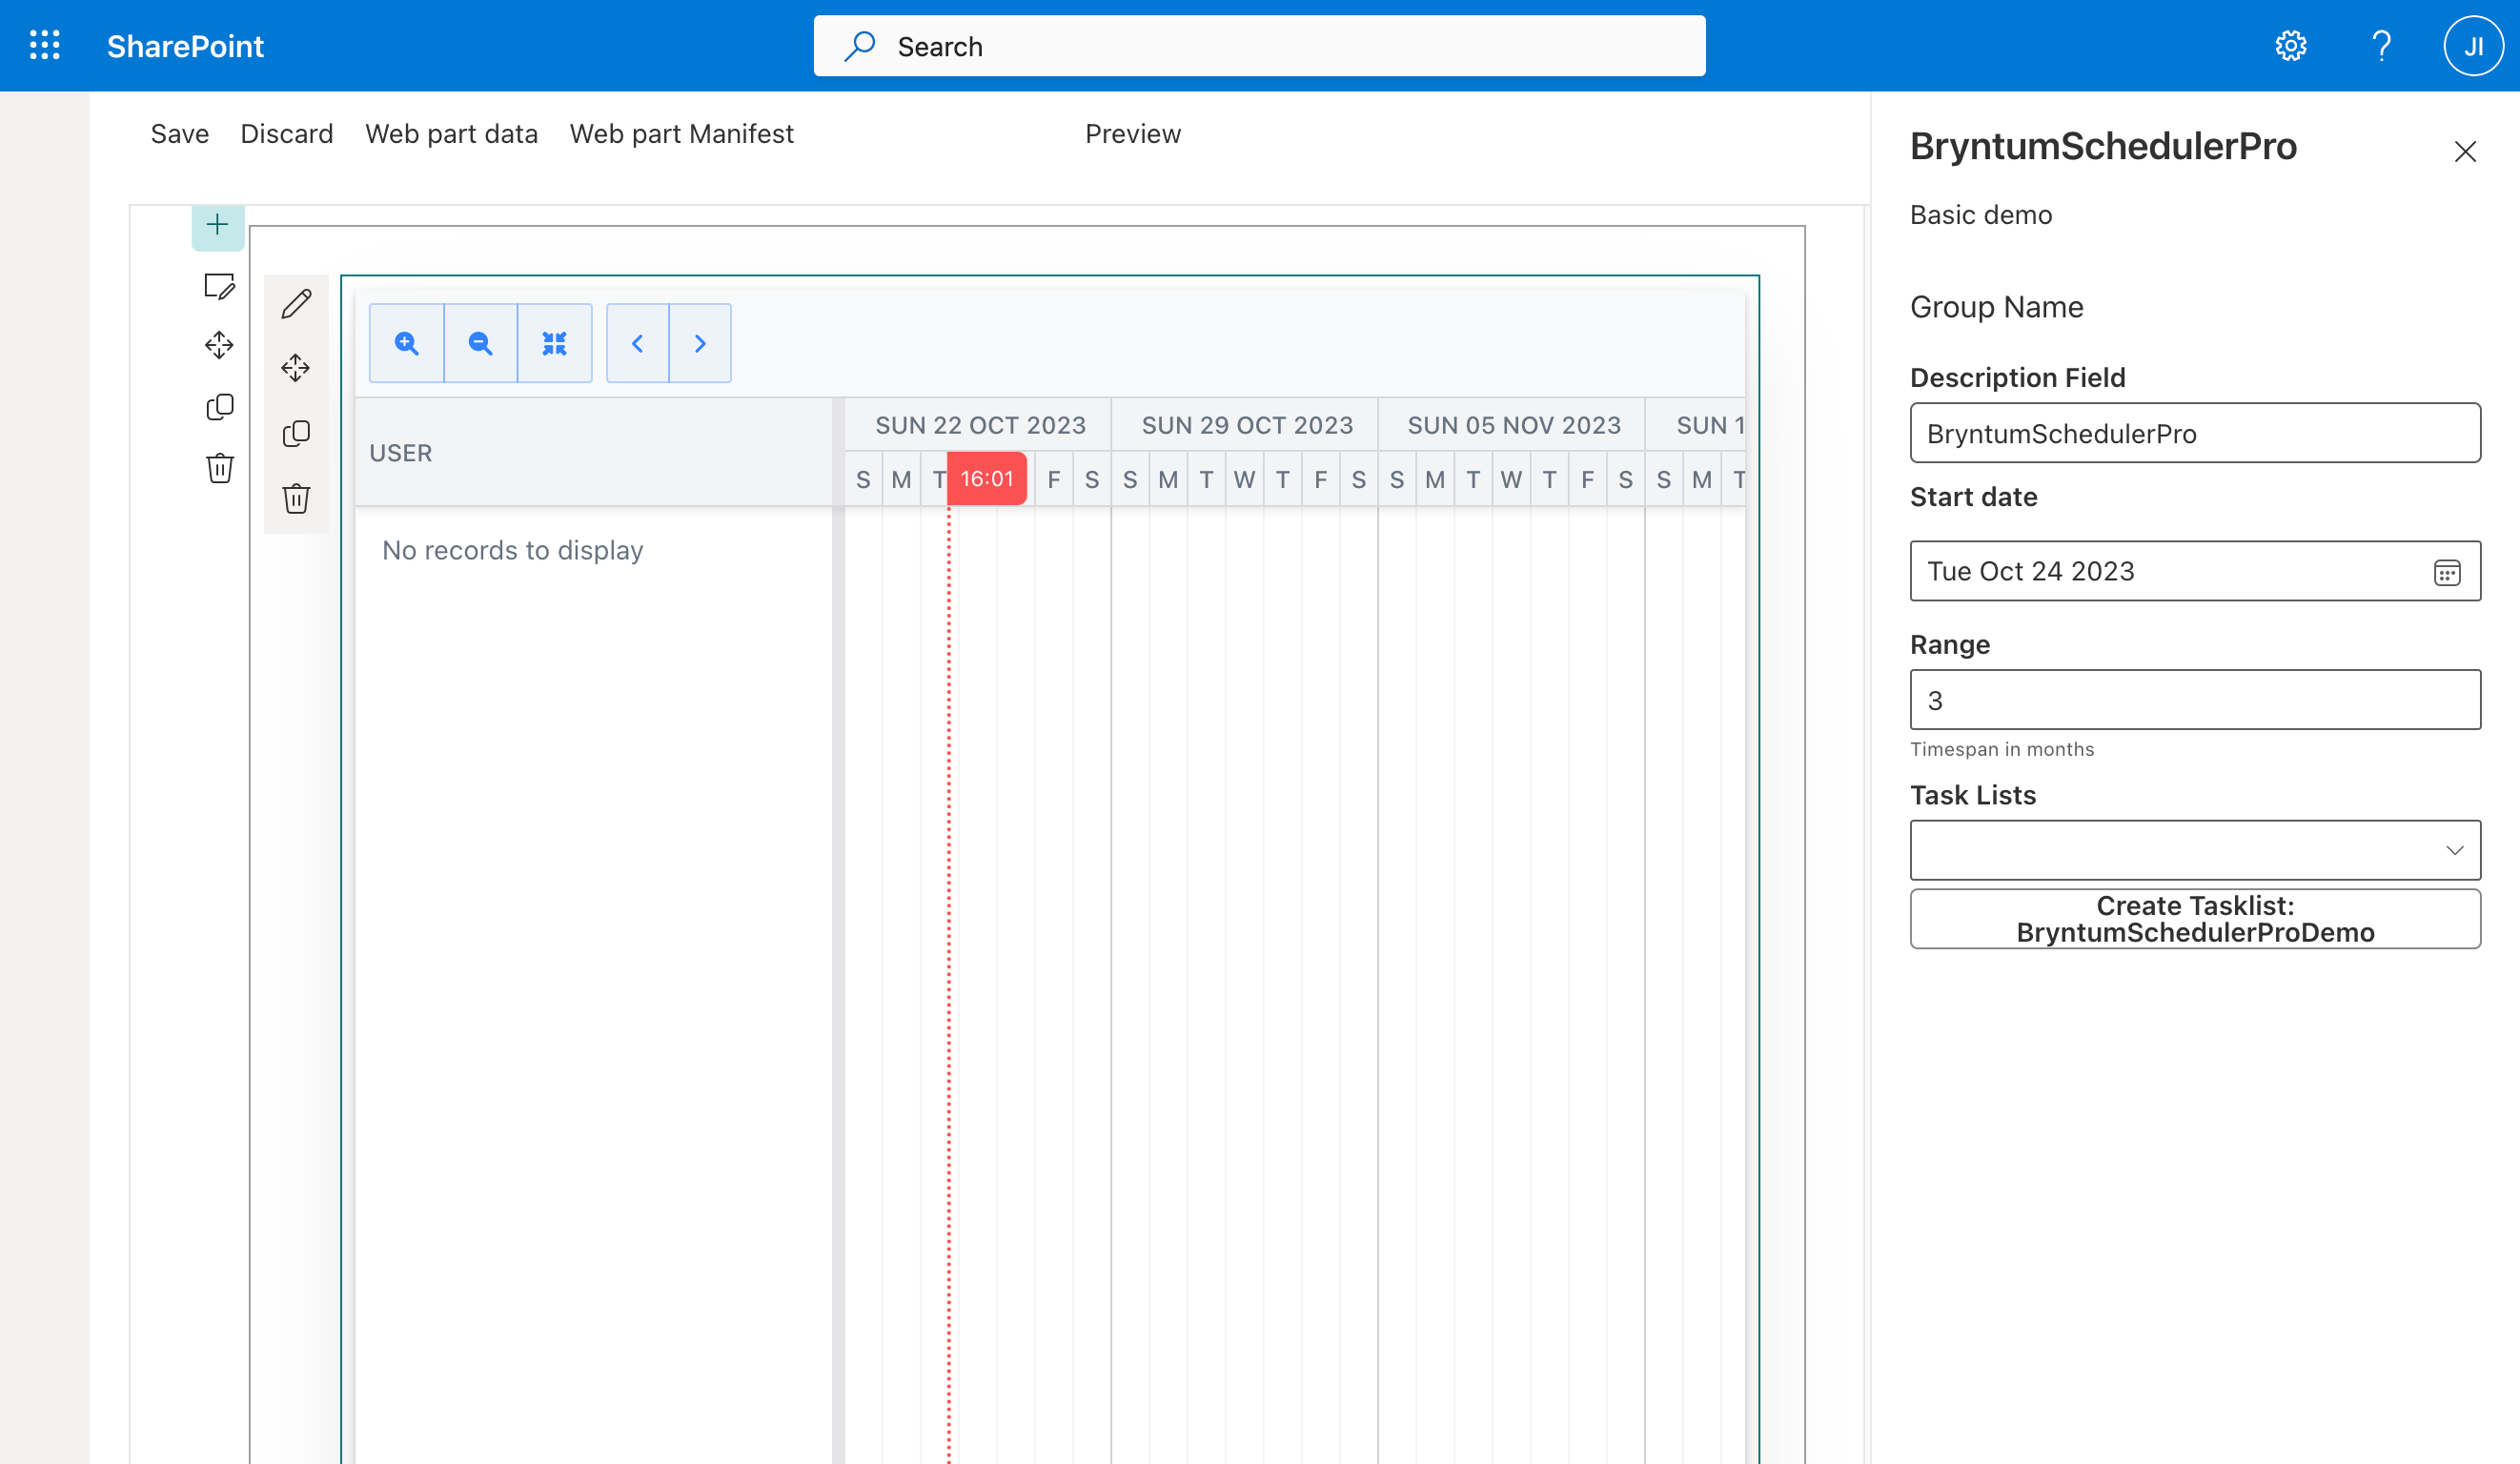 SharePoint
Search
JI
Save Discard Web part data Web part Manifest Preview
USER
SUN 22 OCT 2023 SUN 29 OCT 2023 SUN 05 NOV 2023 SUN 1
S M T 16:01 F S S M T W T F S S M T W T F S S M T
No records to display
BryntumSchedulerPro
Basic demo
Group Name
Description Field
BryntumSchedulerPro
Start date
Tue Oct 24 2023
Range
3
Timespan in months
Task Lists
Create Tasklist:
BryntumSchedulerProDemo